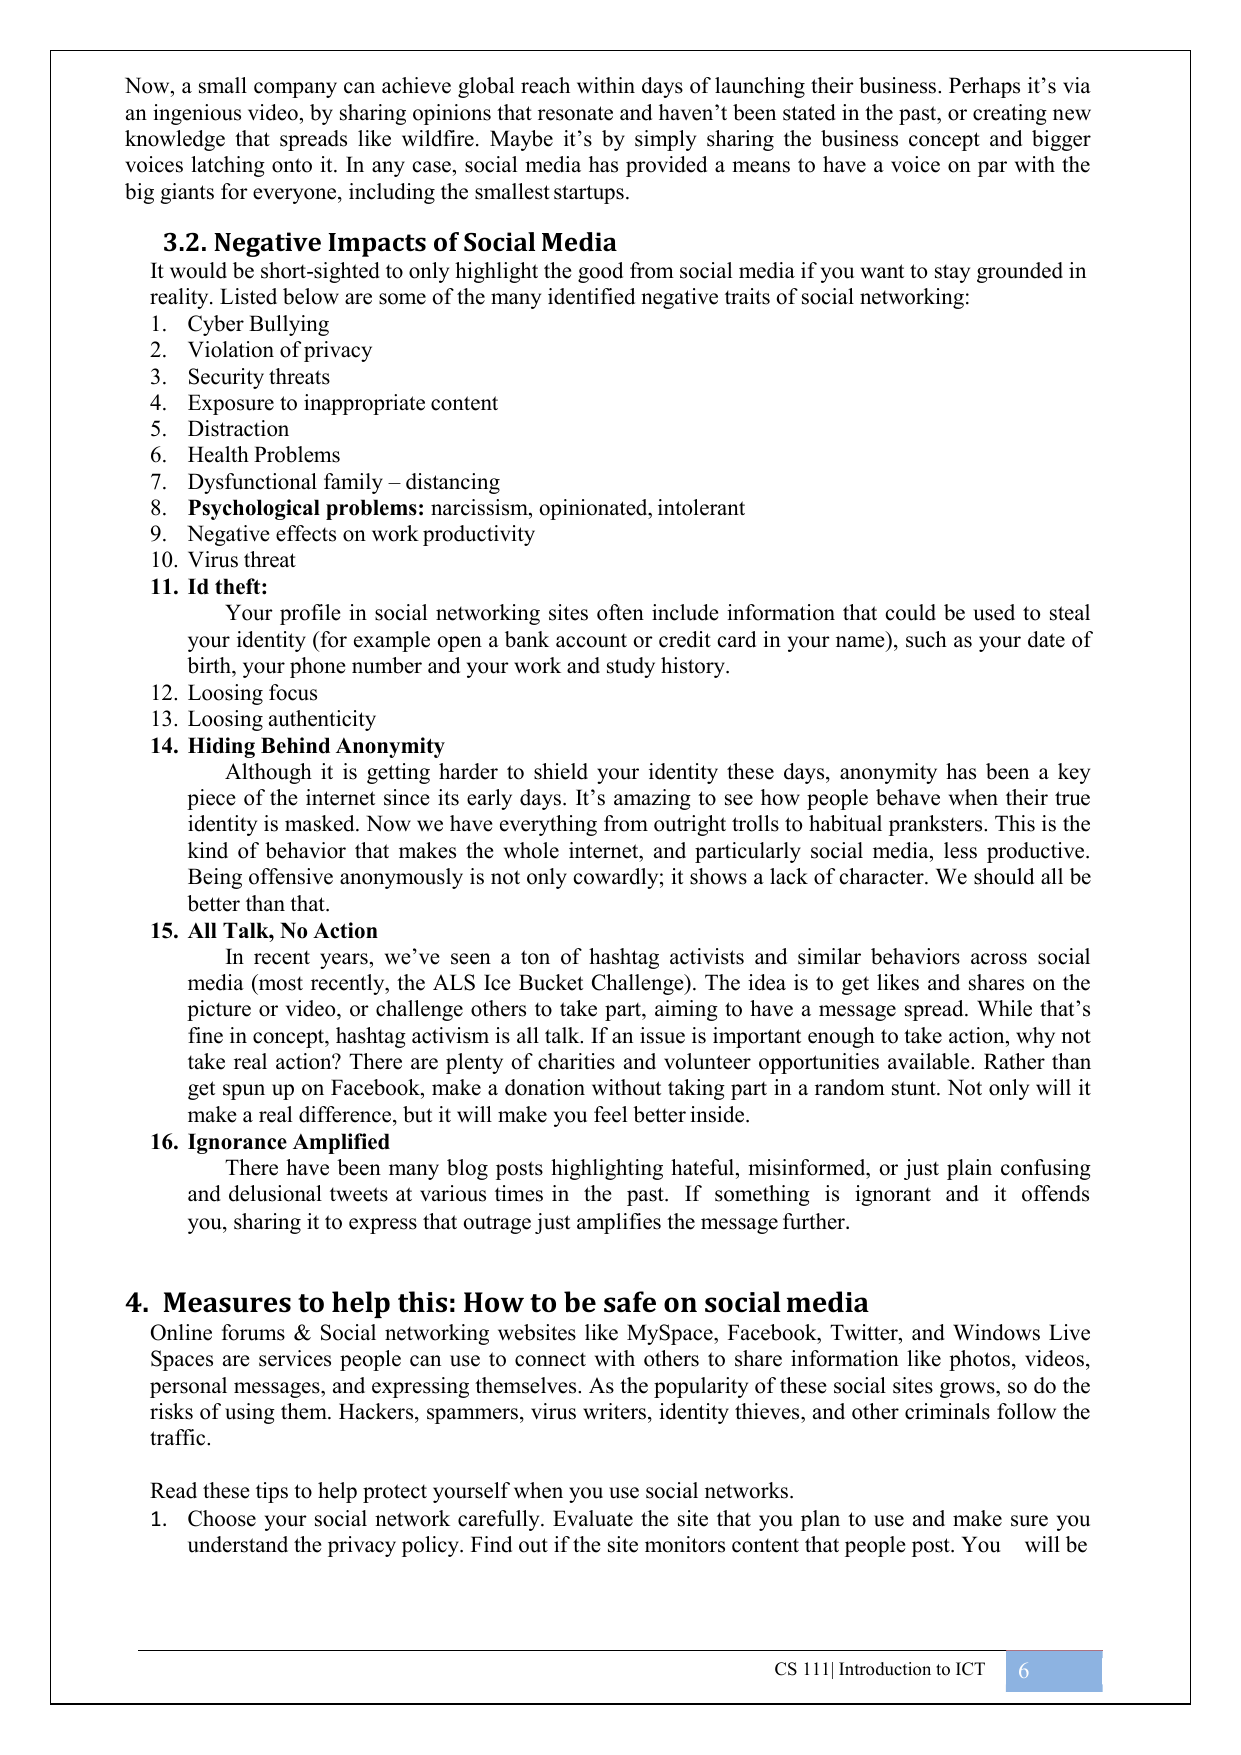 Now, a small company can achieve global reach within days of launching their business. Perhaps it’s via
an ingenious video, by sharing opinions that resonate and haven’t been stated in the past, or creating new
knowledge that spreads like wildfire. Maybe it’s by simply sharing the business concept and bigger
voices latching onto it. In any case, social media has provided a means to have a voice on par with the
big giants for everyone, including the smallest startups.
3.2. Negative Impacts of Social Media
It would be short-sighted to only highlight the good from social media if you want to stay grounded in
reality. Listed below are some of the many identified negative traits of social networking:
1. Cyber Bullying
2. Violation of privacy
3. Security threats
4. Exposure to inappropriate content
5. Distraction
6. Health Problems
7. Dysfunctional family – distancing
8. Psychological problems: narcissism, opinionated, intolerant
9. Negative effects on work productivity
10. Virus threat
11. Id theft:
Your profile in social networking sites often include information that could be used to steal
your identity (for example open a bank account or credit card in your name), such as your date of
birth, your phone number and your work and study history.
12. Loosing focus
13. Loosing authenticity
14. Hiding Behind Anonymity
Although it is getting harder to shield your identity these days, anonymity has been a key
piece of the internet since its early days. It’s amazing to see how people behave when their true
identity is masked. Now we have everything from outright trolls to habitual pranksters. This is the
kind of behavior that makes the whole internet, and particularly social media, less productive.
Being offensive anonymously is not only cowardly; it shows a lack of character. We should all be
better than that.
15. All Talk, No Action
In recent years, we’ve seen a ton of hashtag activists and similar behaviors across social
media (most recently, the ALS Ice Bucket Challenge). The idea is to get likes and shares on the
picture or video, or challenge others to take part, aiming to have a message spread. While that’s
fine in concept, hashtag activism is all talk. If an issue is important enough to take action, why not
take real action? There are plenty of charities and volunteer opportunities available. Rather than
get spun up on Facebook, make a donation without taking part in a random stunt. Not only will it
make a real difference, but it will make you feel better inside.
16. Ignorance Amplified
There have been many blog posts highlighting hateful, misinformed, or just plain confusing
and delusional tweets at various times in the past. If something is ignorant and it offends
you, sharing it to express that outrage just amplifies the message further.
4. Measures to help this: How to be safe on social media
Online forums & Social networking websites like MySpace, Facebook, Twitter, and Windows Live
Spaces are services people can use to connect with others to share information like photos, videos,
personal messages, and expressing themselves. As the popularity of these social sites grows, so do the
risks of using them. Hackers, spammers, virus writers, identity thieves, and other criminals follow the
traffic.
Read these tips to help protect yourself when you use social networks.
1. Choose your social network carefully. Evaluate the site that you plan to use and make sure you
understand the privacy policy. Find out if the site monitors content that people post. You will be
CS 111| Introduction to ICT 6